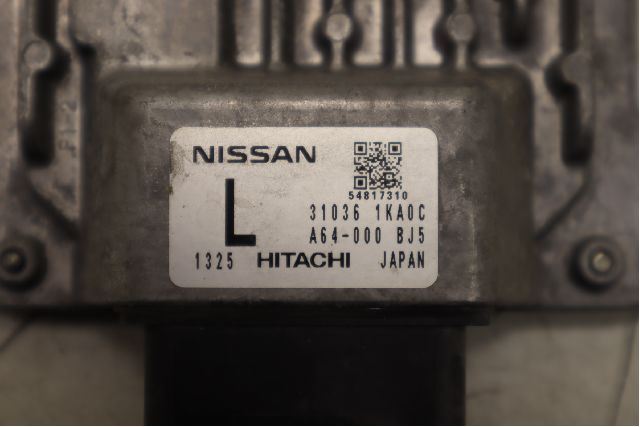 NISSAN
54817310
L
31036 1KA0C
A64-000 BJ5
1325 HITACHI JAPAN